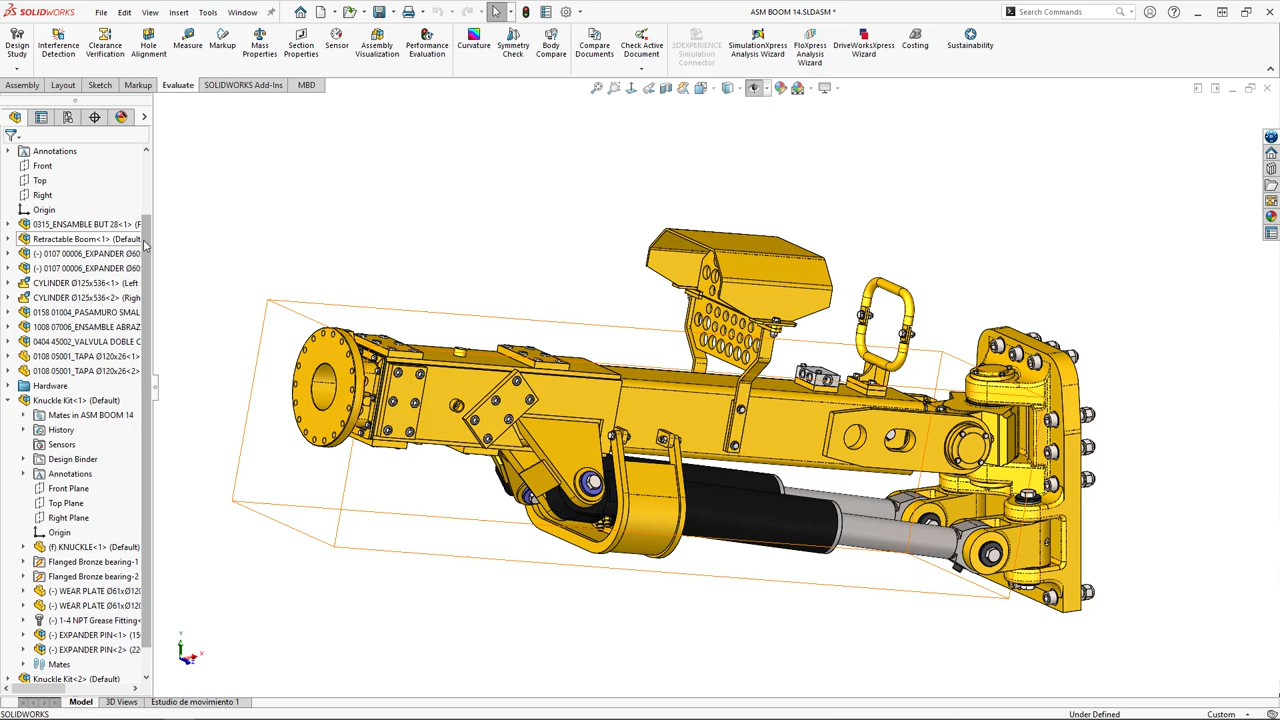 SOLIDWORKS File Edit View Insert Tools Window ASM BOOM 14.SLDASM * Search Commands
Design Study Interference Detection Clearance Verification Hole Alignment Measure Markup Mass Properties Section Properties Sensor Assembly Visualization Performance Evaluation Curvature Symmetry Check Body Compare Compare Documents Check Active Document 3DEXPERIENCE Simulation Connector SimulationXpress Analysis Wizard FloXpress Analysis Wizard DriveWorksXpress Wizard Costing Sustainability
Assembly Layout Sketch Markup Evaluate SOLIDWORKS Add-Ins MBD
Annotations
Front
Top
Right
Origin
0315_ENSAMBLE BUT 28<1> (F
Retractable Boom<1> (Default
(-) 0107 00006_EXPANDER Ø60
(-) 0107 00006_EXPANDER Ø60
CYLINDER Ø125x536<1> (Left
CYLINDER Ø125x536<2> (Righ
0158 01004_PASAMURO SMAL
1008 07006_ENSAMBLE ABRAZ
0404 45002_VALVULA DOBLE C
0108 05001_TAPA Ø120x26<1>
0108 05001_TAPA Ø120x26<2>
Hardware
Knuckle Kit<1> (Default)
Mates in ASM BOOM 14
History
Sensors
Design Binder
Annotations
Front Plane
Top Plane
Right Plane
Origin
(f) KNUCKLE<1> (Default)
Flanged Bronze bearing-1
Flanged Bronze bearing-2
(-) WEAR PLATE Ø61xØ120
(-) WEAR PLATE Ø61xØ120
(-) 1-4 NPT Grease Fitting<
(-) EXPANDER PIN<1> (150
(-) EXPANDER PIN<2> (220
Mates
Knuckle Kit<2> (Default)
Y
X
Z
Model 3D Views Estudio de movimiento 1
SOLIDWORKS Under Defined Custom